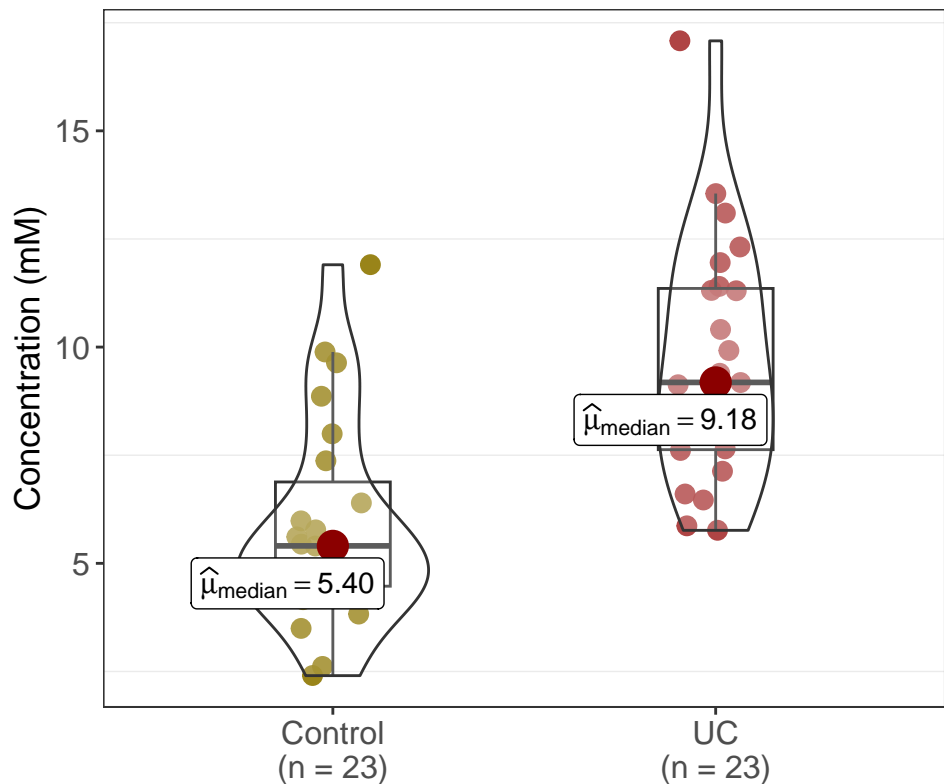 15
10
5
Concentration (mM)
μ̂median = 9.18
μ̂median = 5.40
Control
(n = 23)
UC
(n = 23)